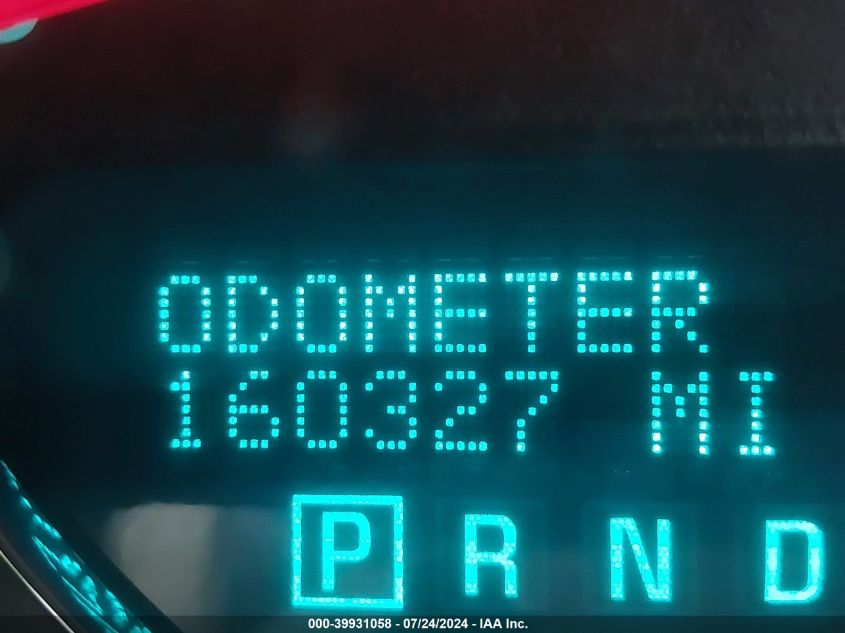 ODOMETER
160327 MI
P R N D
000-39931058 - 07/24/2024 - IAA Inc.